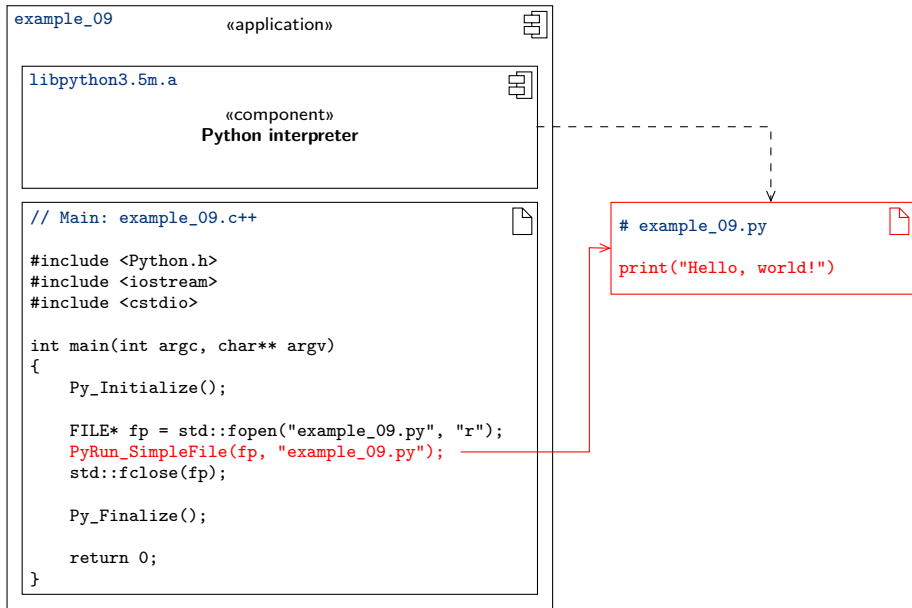 example_09
«application»
libpython3.5m.a
«component»
Python interpreter
// Main: example_09.c++
#include <Python.h>
#include <iostream>
#include <cstdio>
int main(int argc, char** argv)
{
    Py_Initialize();
    FILE* fp = std::fopen("example_09.py", "r");
    PyRun_SimpleFile(fp, "example_09.py");
    std::fclose(fp);
    Py_Finalize();
    return 0;
}
# example_09.py
print("Hello, world!")